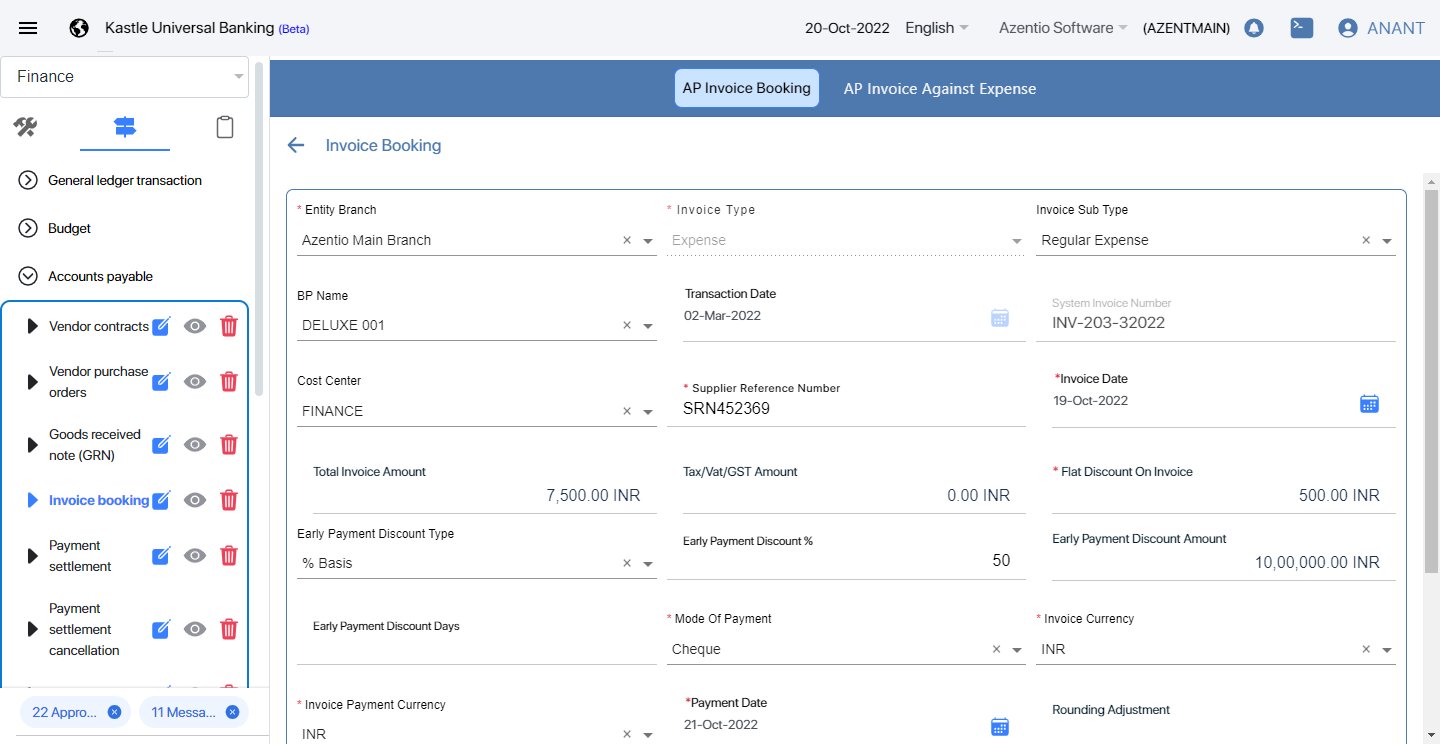 Kastle Universal Banking (Beta)
20-Oct-2022 English Azentio Software (AZENTMAIN) ANANT
Finance
General ledger transaction
Budget
Accounts payable
Vendor contracts
Vendor purchase
orders
Goods received
note (GRN)
Invoice booking
Payment
settlement
Payment
settlement
cancellation
22 Appro...
11 Messa...
AP Invoice Booking
AP Invoice Against Expense
Invoice Booking
* Entity Branch
Azentio Main Branch
* Invoice Type
Expense
Invoice Sub Type
Regular Expense
BP Name
DELUXE 001
Transaction Date
02-Mar-2022
System Invoice Number
INV-203-32022
Cost Center
FINANCE
* Supplier Reference Number
SRN452369
*Invoice Date
19-Oct-2022
Total Invoice Amount
7,500.00 INR
Tax/Vat/GST Amount
0.00 INR
* Flat Discount On Invoice
500.00 INR
Early Payment Discount Type
% Basis
Early Payment Discount %
50
Early Payment Discount Amount
10,00,000.00 INR
Early Payment Discount Days
* Mode Of Payment
Cheque
* Invoice Currency
INR
* Invoice Payment Currency
INR
*Payment Date
21-Oct-2022
Rounding Adjustment